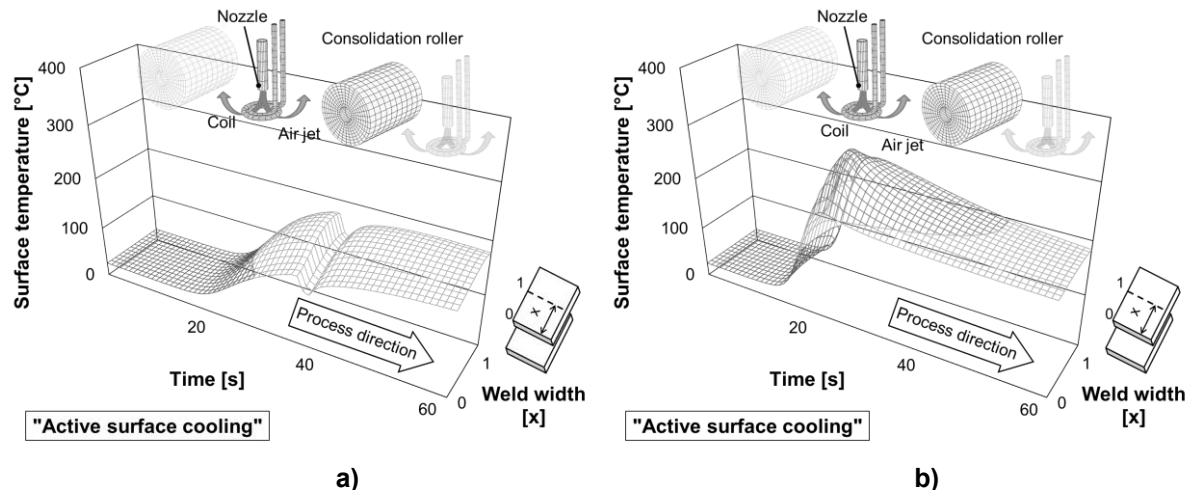 Nozzle
Consolidation roller
400
300
200
100
0
Surface temperature [°C]
Coil
Air jet
20
40
60
Time [s]
Process direction
1
0
x
1
0
Weld width
[x]
"Active surface cooling"
a)
Nozzle
Consolidation roller
400
300
200
100
0
Surface temperature [°C]
Coil
Air jet
20
40
60
Time [s]
Process direction
1
0
x
1
0
Weld width
[x]
"Active surface cooling"
b)